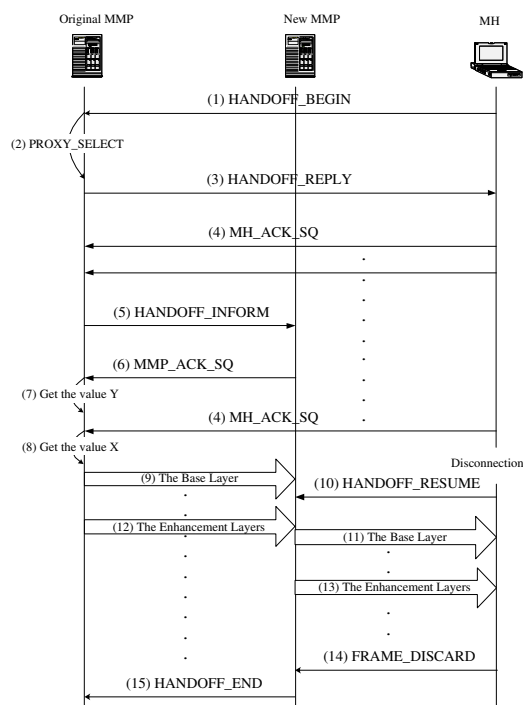 Original MMP
New MMP
MH
(1) HANDOFF_BEGIN
(2) PROXY_SELECT
(3) HANDOFF_REPLY
(4) MH_ACK_SQ
(5) HANDOFF_INFORM
(6) MMP_ACK_SQ
(7) Get the value Y
(4) MH_ACK_SQ
(8) Get the value X
Disconnection
(9) The Base Layer
(10) HANDOFF_RESUME
(12) The Enhancement Layers
(11) The Base Layer
(13) The Enhancement Layers
(14) FRAME_DISCARD
(15) HANDOFF_END